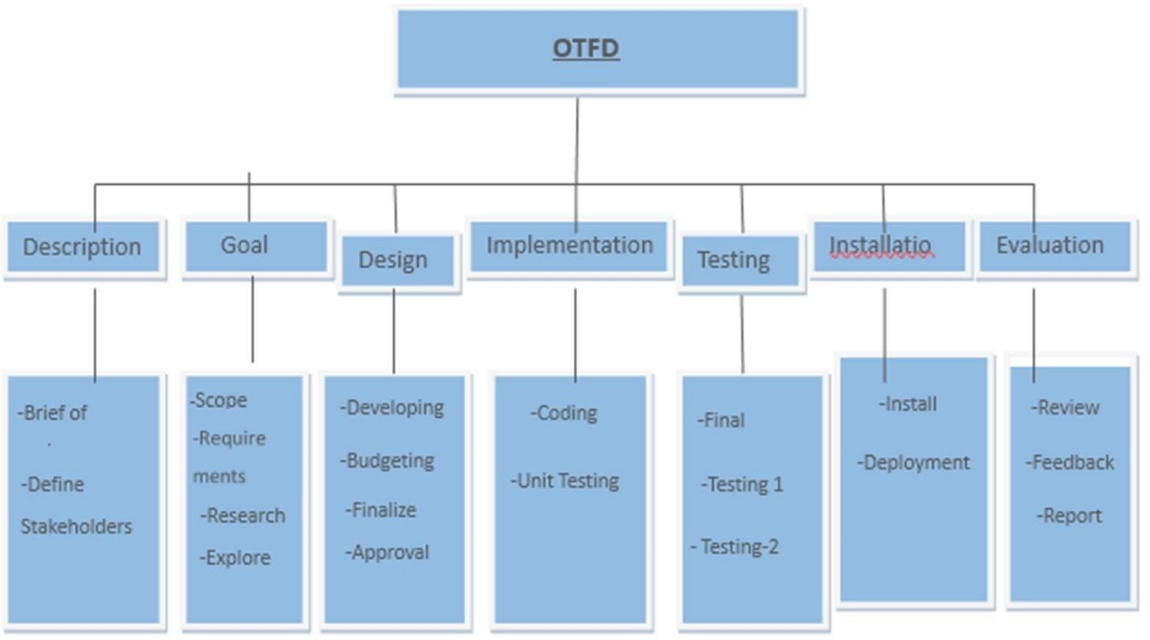 OTFD
Description
Goal
Design
Implementation
Testing
Installatio
Evaluation
-Brief of
.
-Define
Stakeholders
-Scope
-Require
ments
-Research
-Explore
-Developing
-Budgeting
-Finalize
-Approval
-Coding
-Unit Testing
-Final
-Testing 1
- Testing-2
-Install
-Deployment
-Review
-Feedback
-Report